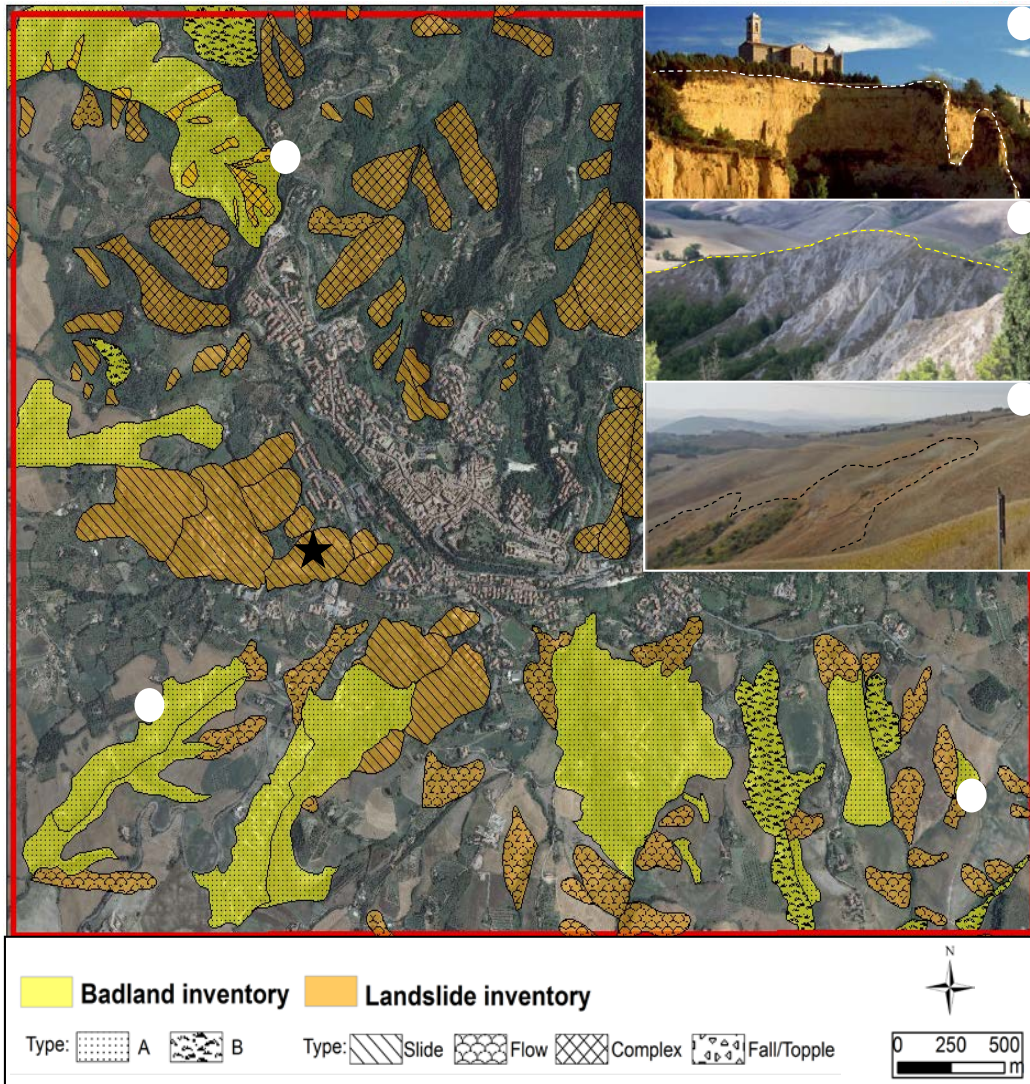 N
Badland inventory Landslide inventory
Type: A B Type: Slide Flow Complex Fall/Topple
0 250 500
m